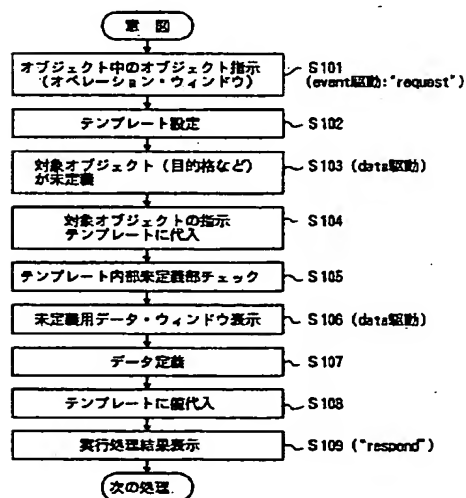 意 図
オブジェクト中のオブジェクト指示
(オペレーション・ウィンドウ)
S101
(event駆動:"request")
テンプレート設定
S102
対象オブジェクト(目的格など)
が未定義
S103 (data駆動)
対象オブジェクトの指示
テンプレートに代入
S104
テンプレート内部未定義部チェック
S105
未定義用データ・ウィンドウ表示
S106 (data駆動)
データ定義
S107
テンプレートに値代入
S108
実行処理結果表示
S109 ("respond")
次の処理